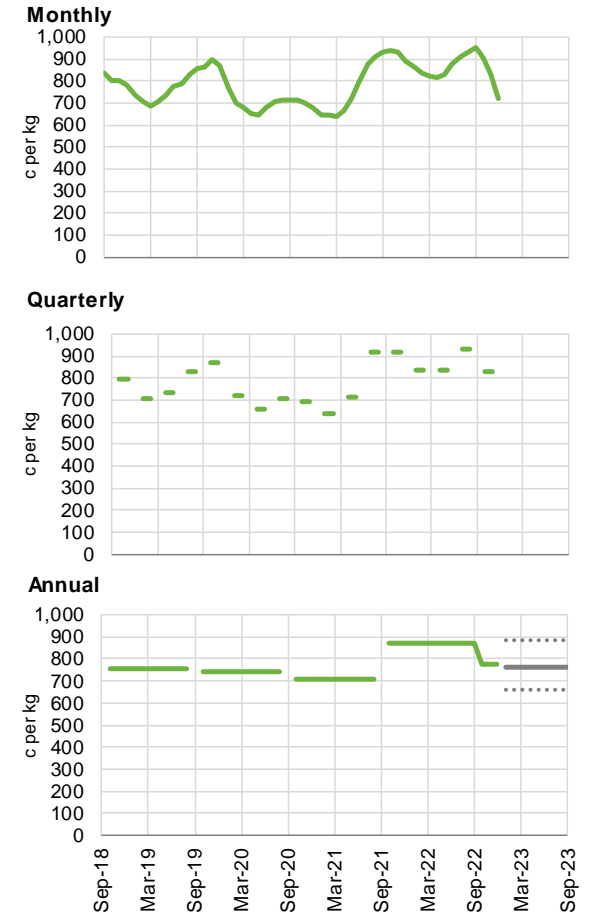 Monthly
c per kg
1,000
900
800
700
600
500
400
300
200
100
0
Quarterly
c per kg
1,000
900
800
700
600
500
400
300
200
100
0
Annual
c per kg
1,000
900
800
700
600
500
400
300
200
100
0
Sep-18
Mar-19
Sep-19
Mar-20
Sep-20
Mar-21
Sep-21
Mar-22
Sep-22
Mar-23
Sep-23